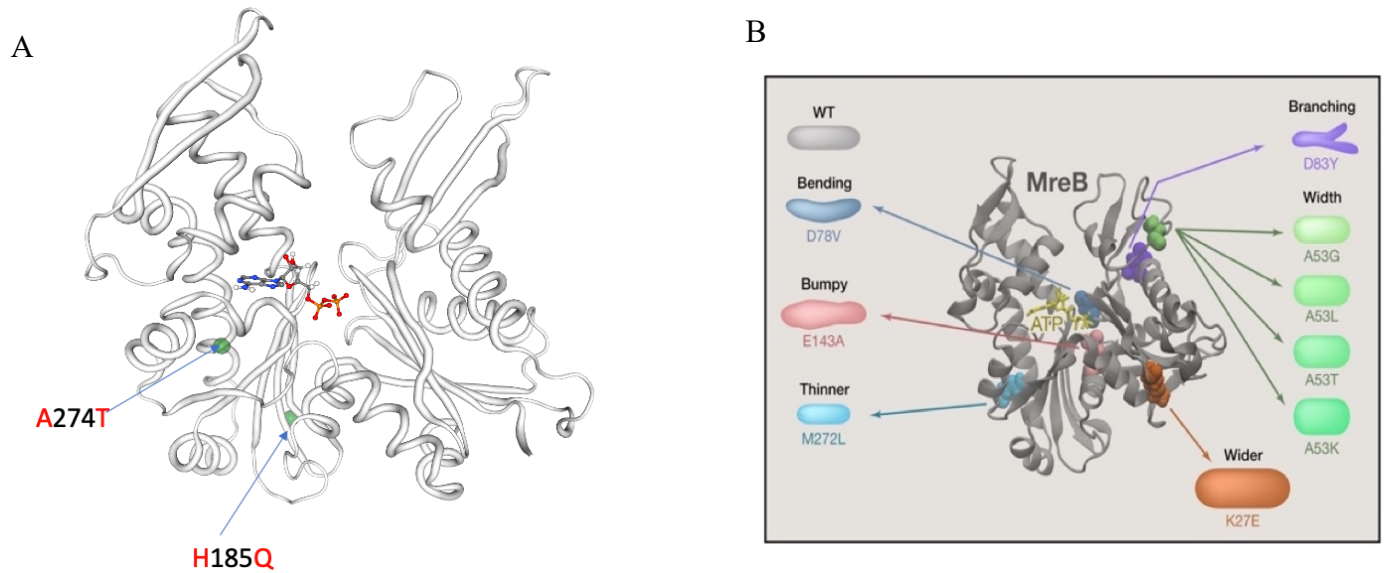 A
A274T
H185Q
B
WT
Bending
D78V
Bumpy
E143A
Thinner
M272L
MreB
ATP
Branching
D83Y
Width
A53G
A53L
A53T
A53K
Wider
K27E